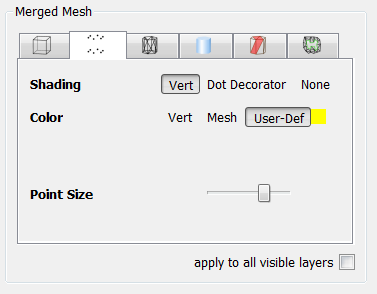 Merged Mesh
Shading Vert Dot Decorator None
Color Vert Mesh User-Def
Point Size
apply to all visible layers